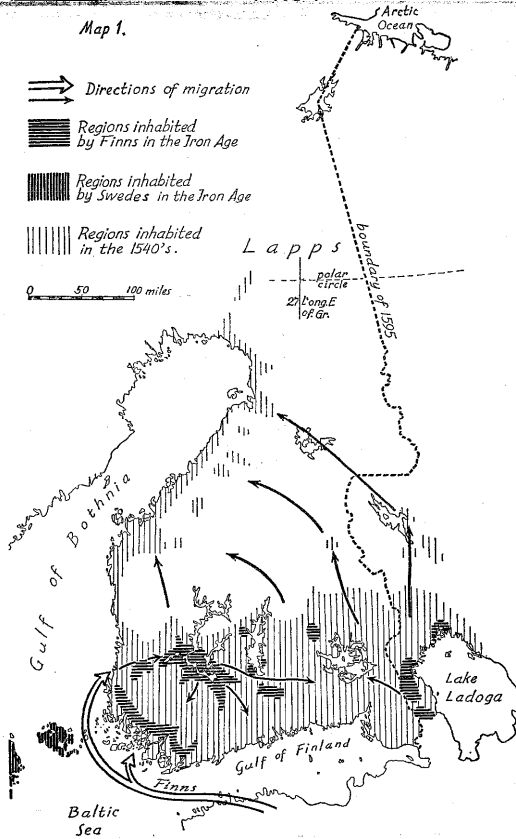 Map 1.
Arctic
Ocean
Directions of migration
Regions inhabited
by Finns in the Iron Age
Regions inhabited
by Swedes in the Iron Age
Regions inhabited
in the 1540's.
0 50 100 miles
Lapps
polar
circle
27 Long.E
of Gr.
boundary of 1595
Gulf of Bothnia
Lake
Ladoga
Gulf of Finland
Finns
Baltic
Sea